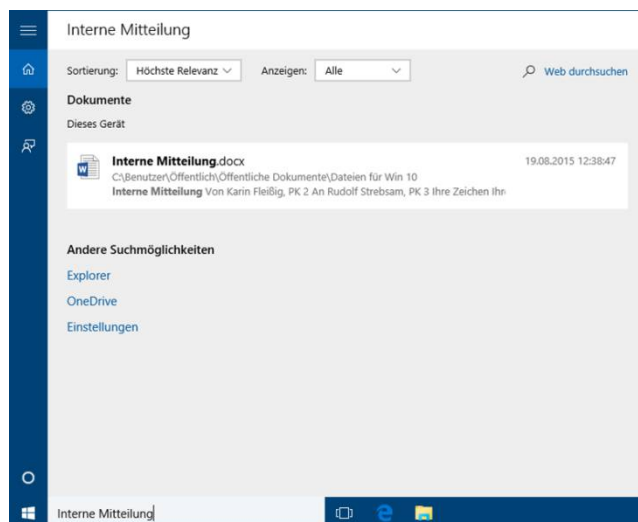 Interne Mitteilung
Sortierung: Höchste Relevanz Anzeigen: Alle Web durchsuchen
Dokumente
Dieses Gerät
Interne Mitteilung.docx 19.08.2015 12:38:47
C:\Benutzer\Öffentlich\Öffentliche Dokumente\Dateien für Win 10
Interne Mitteilung Von Karin Fleißig, PK 2 An Rudolf Strebsam, PK 3 Ihre Zeichen Ihr
Andere Suchmöglichkeiten
Explorer
OneDrive
Einstellungen
Interne Mitteilung